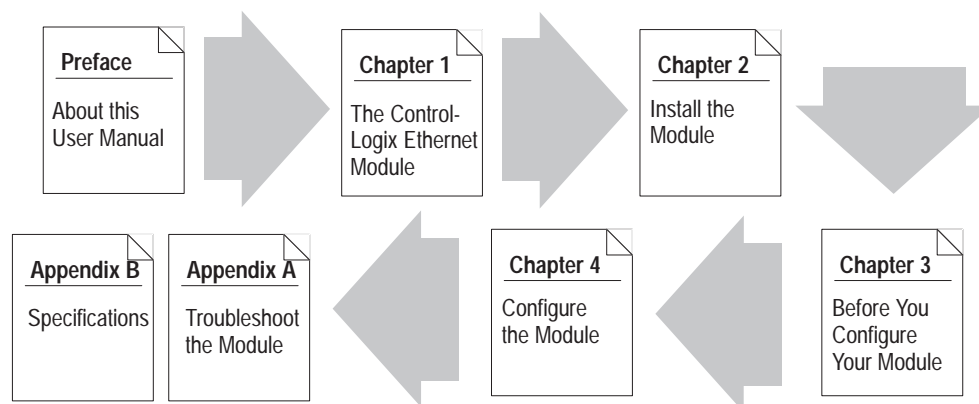 Preface
About this
User Manual
Chapter 1
The Control-
Logix Ethernet
Module
Chapter 2
Install the
Module
Chapter 3
Before You
Configure
Your Module
Chapter 4
Configure
the Module
Appendix A
Troubleshoot
the Module
Appendix B
Specifications